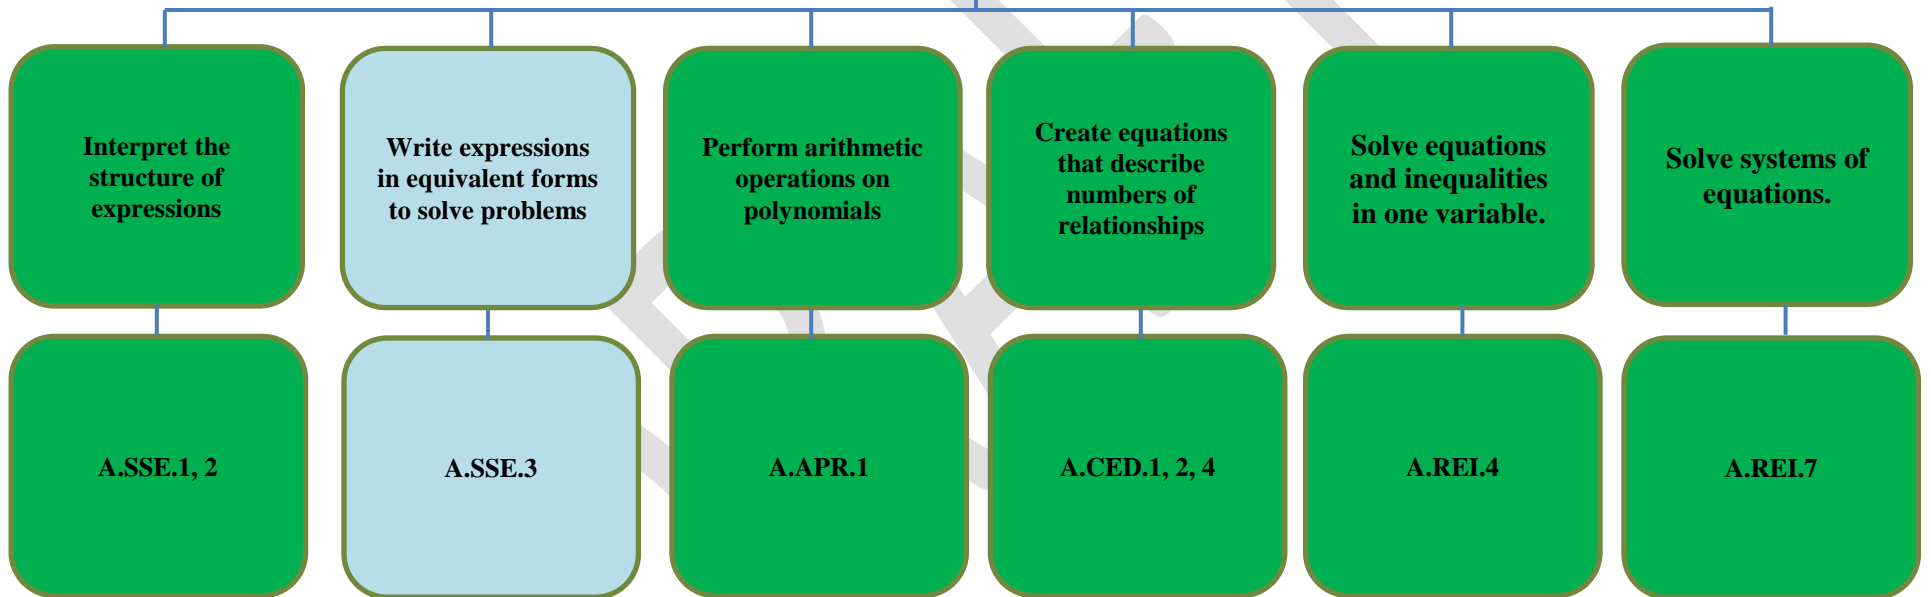 Interpret the
structure of
expressions
Write expressions
in equivalent forms
to solve problems
Perform arithmetic
operations on
polynomials
Create equations
that describe
numbers of
relationships
Solve equations
and inequalities
in one variable.
Solve systems of
equations.
A.SSE.1, 2
A.SSE.3
A.APR.1
A.CED.1, 2, 4
A.REI.4
A.REI.7